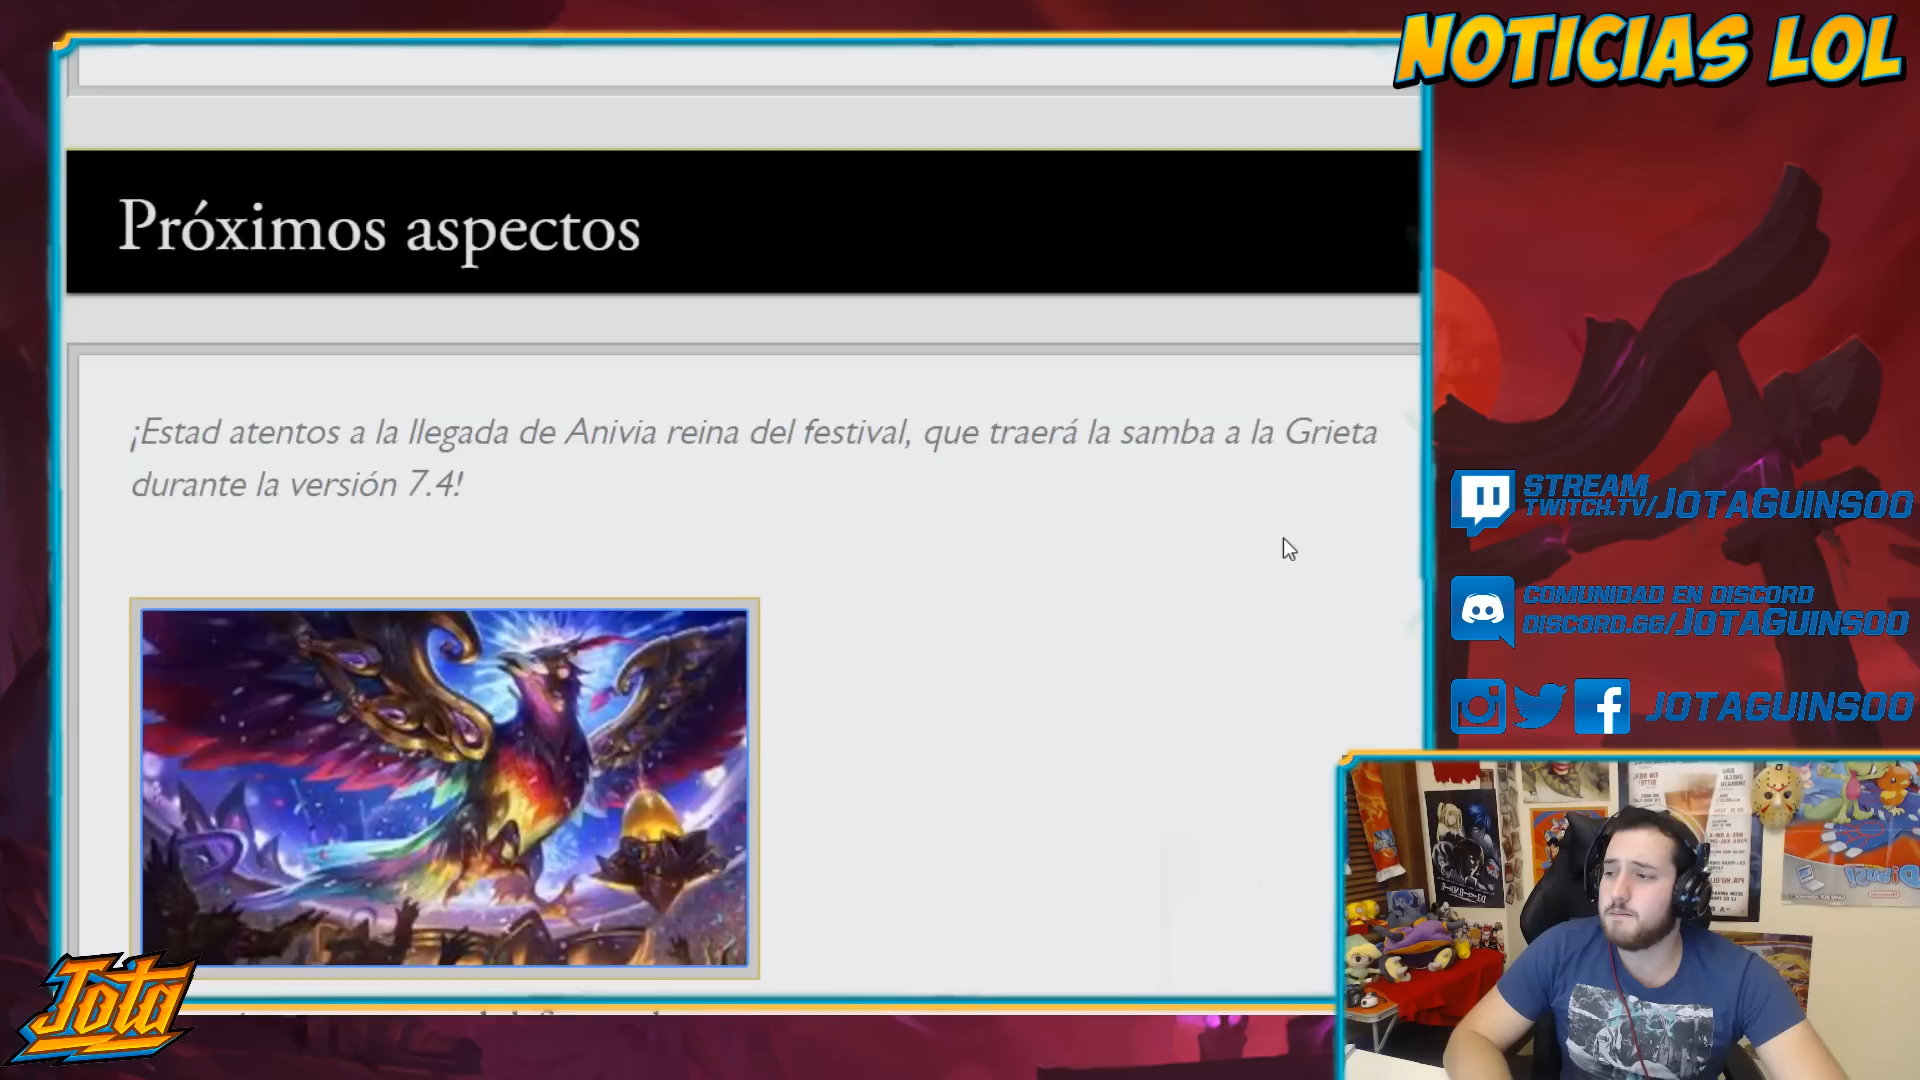 NOTICIAS LOL
Próximos aspectos
¡Estad atentos a la llegada de Anivia reina del festival, que traerá la samba a la Grieta
durante la versión 7.4!
STREAM
TWITCH.TV/JOTAGUINSOO
COMUNIDAD EN DISCORD
DISCORD.GG/JOTAGUINSOO
JOTAGUINSOO
Jota